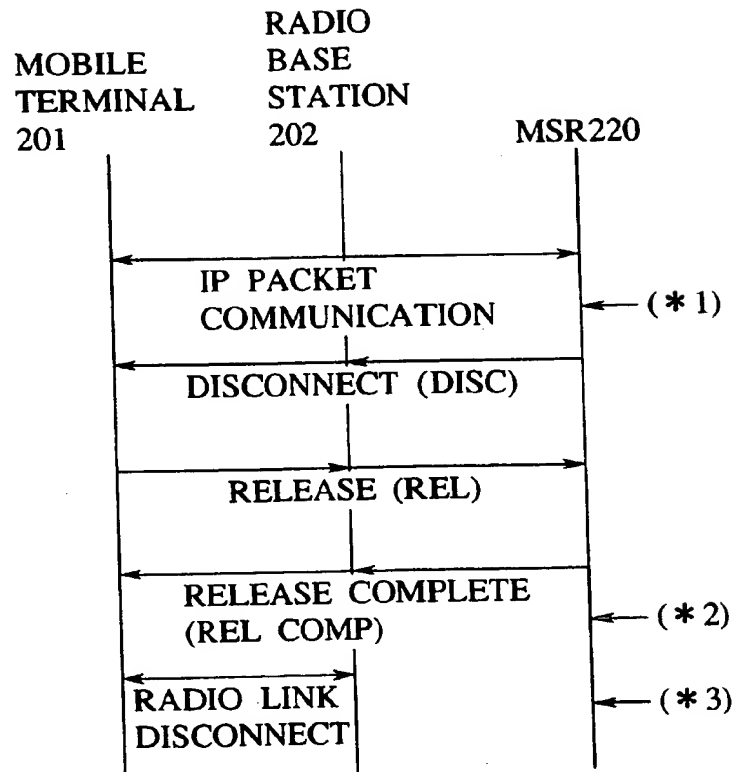 MOBILE
TERMINAL
201
RADIO
BASE
STATION
202
MSR220
IP PACKET
COMMUNICATION
(*1)
DISCONNECT (DISC)
RELEASE (REL)
RELEASE COMPLETE
(REL COMP)
(*2)
RADIO LINK
DISCONNECT
(*3)